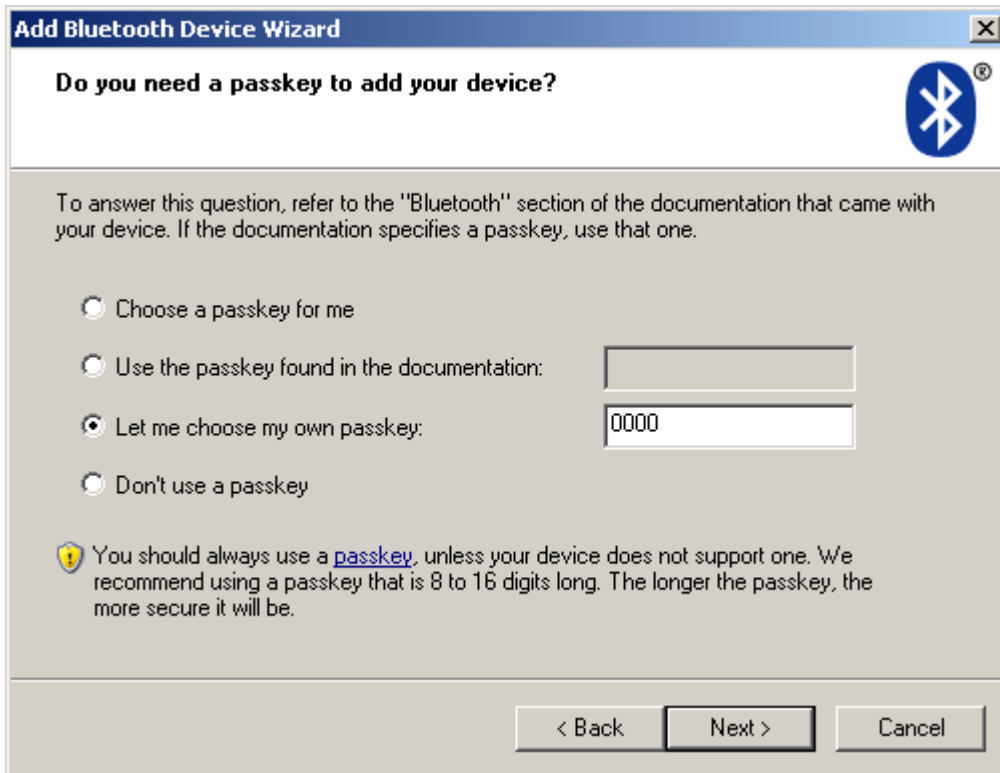 Add Bluetooth Device Wizard
Do you need a passkey to add your device?
®
To answer this question, refer to the "Bluetooth" section of the documentation that came with
your device. If the documentation specifies a passkey, use that one.
Choose a passkey for me
Use the passkey found in the documentation:
Let me choose my own passkey: 0000
Don't use a passkey
You should always use a passkey, unless your device does not support one. We
recommend using a passkey that is 8 to 16 digits long. The longer the passkey, the
more secure it will be.
< Back Next > Cancel